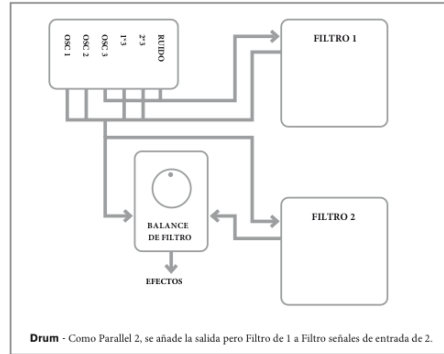 OSC 1
OSC 2
OSC 3
1*3
2*3
RUIDO
FILTRO 1
FILTRO 2
BALANCE
DE FILTRO
EFECTOS
Drum - Como Parallel 2, se añade la salida pero Filtro de 1 a Filtro señales de entrada de 2.